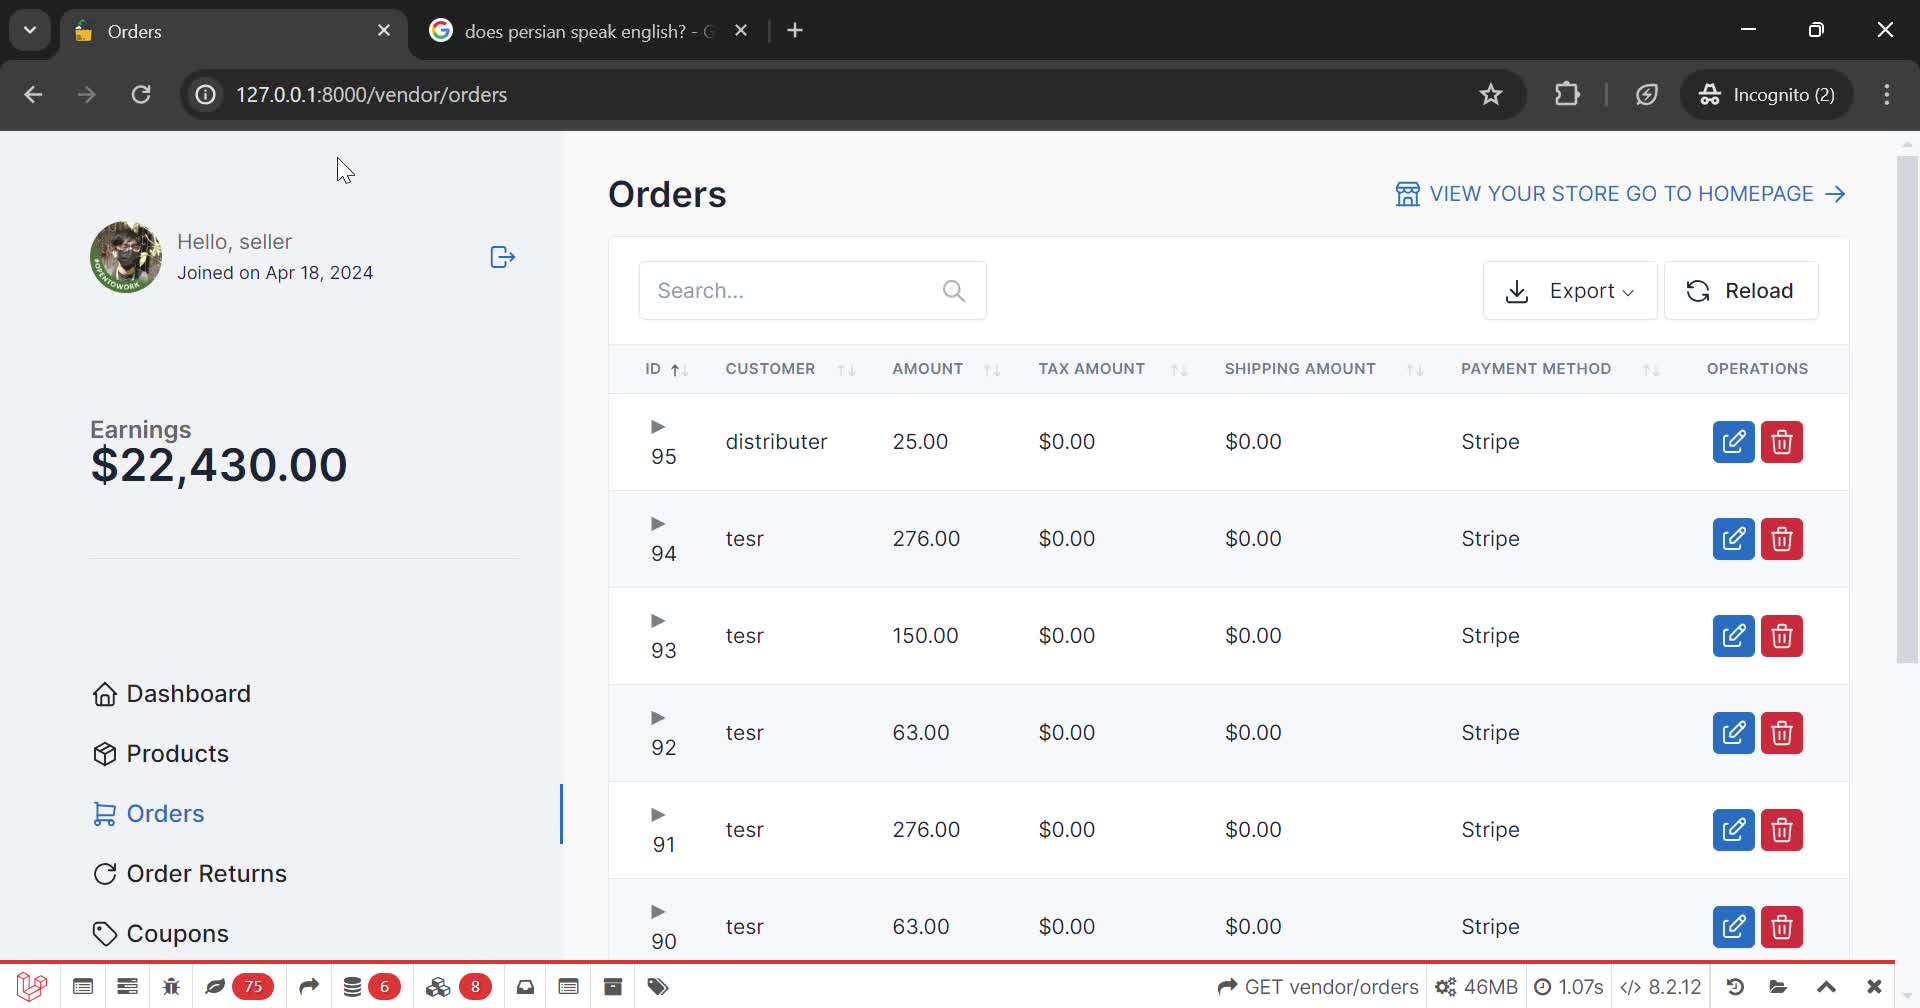 Orders
does persian speak english? - G
127.0.0.1:8000/vendor/orders
Incognito (2)
#OPENTOWORK
Hello, seller
Joined on Apr 18, 2024
Earnings
$22,430.00
Dashboard
Products
Orders
Order Returns
Coupons
Orders
VIEW YOUR STORE GO TO HOMEPAGE
Search...
Export
Reload
ID CUSTOMER AMOUNT TAX AMOUNT SHIPPING AMOUNT PAYMENT METHOD OPERATIONS
95 distributer 25.00 $0.00 $0.00 Stripe
94 tesr 276.00 $0.00 $0.00 Stripe
93 tesr 150.00 $0.00 $0.00 Stripe
92 tesr 63.00 $0.00 $0.00 Stripe
91 tesr 276.00 $0.00 $0.00 Stripe
90 tesr 63.00 $0.00 $0.00 Stripe
75 6 8 GET vendor/orders 46MB 1.07s 8.2.12